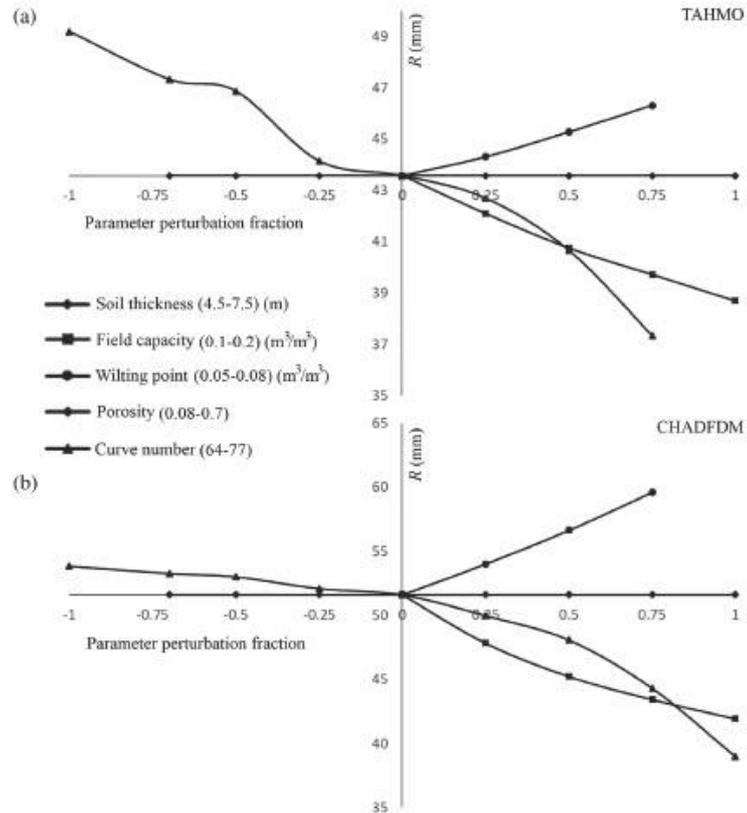 (a)
TAHMO
R (mm)
49
47
45
43
41
39
37
35
-1 -0.75 -0.5 -0.25 0 0.25 0.5 0.75 1
Parameter perturbation fraction
Soil thickness (4.5-7.5) (m)
Field capacity (0.1-0.2) (m³/m³)
Wilting point (0.05-0.08) (m³/m³)
Porosity (0.08-0.7)
Curve number (64-77)
(b)
CHADFDM
R (mm)
65
60
55
50
45
40
35
-1 -0.75 -0.5 -0.25 0 0.25 0.5 0.75 1
Parameter perturbation fraction